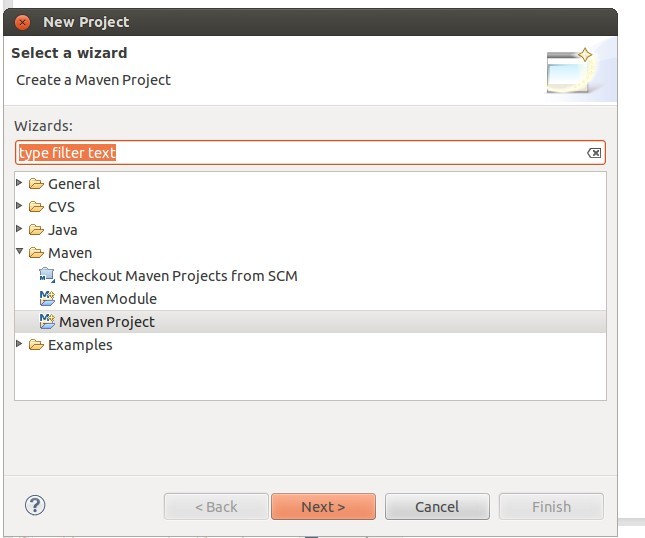 New Project
Select a wizard
Create a Maven Project
Wizards:
type filter text
General
CVS
Java
Maven
Checkout Maven Projects from SCM
Maven Module
Maven Project
Examples
? < Back Next > Cancel Finish